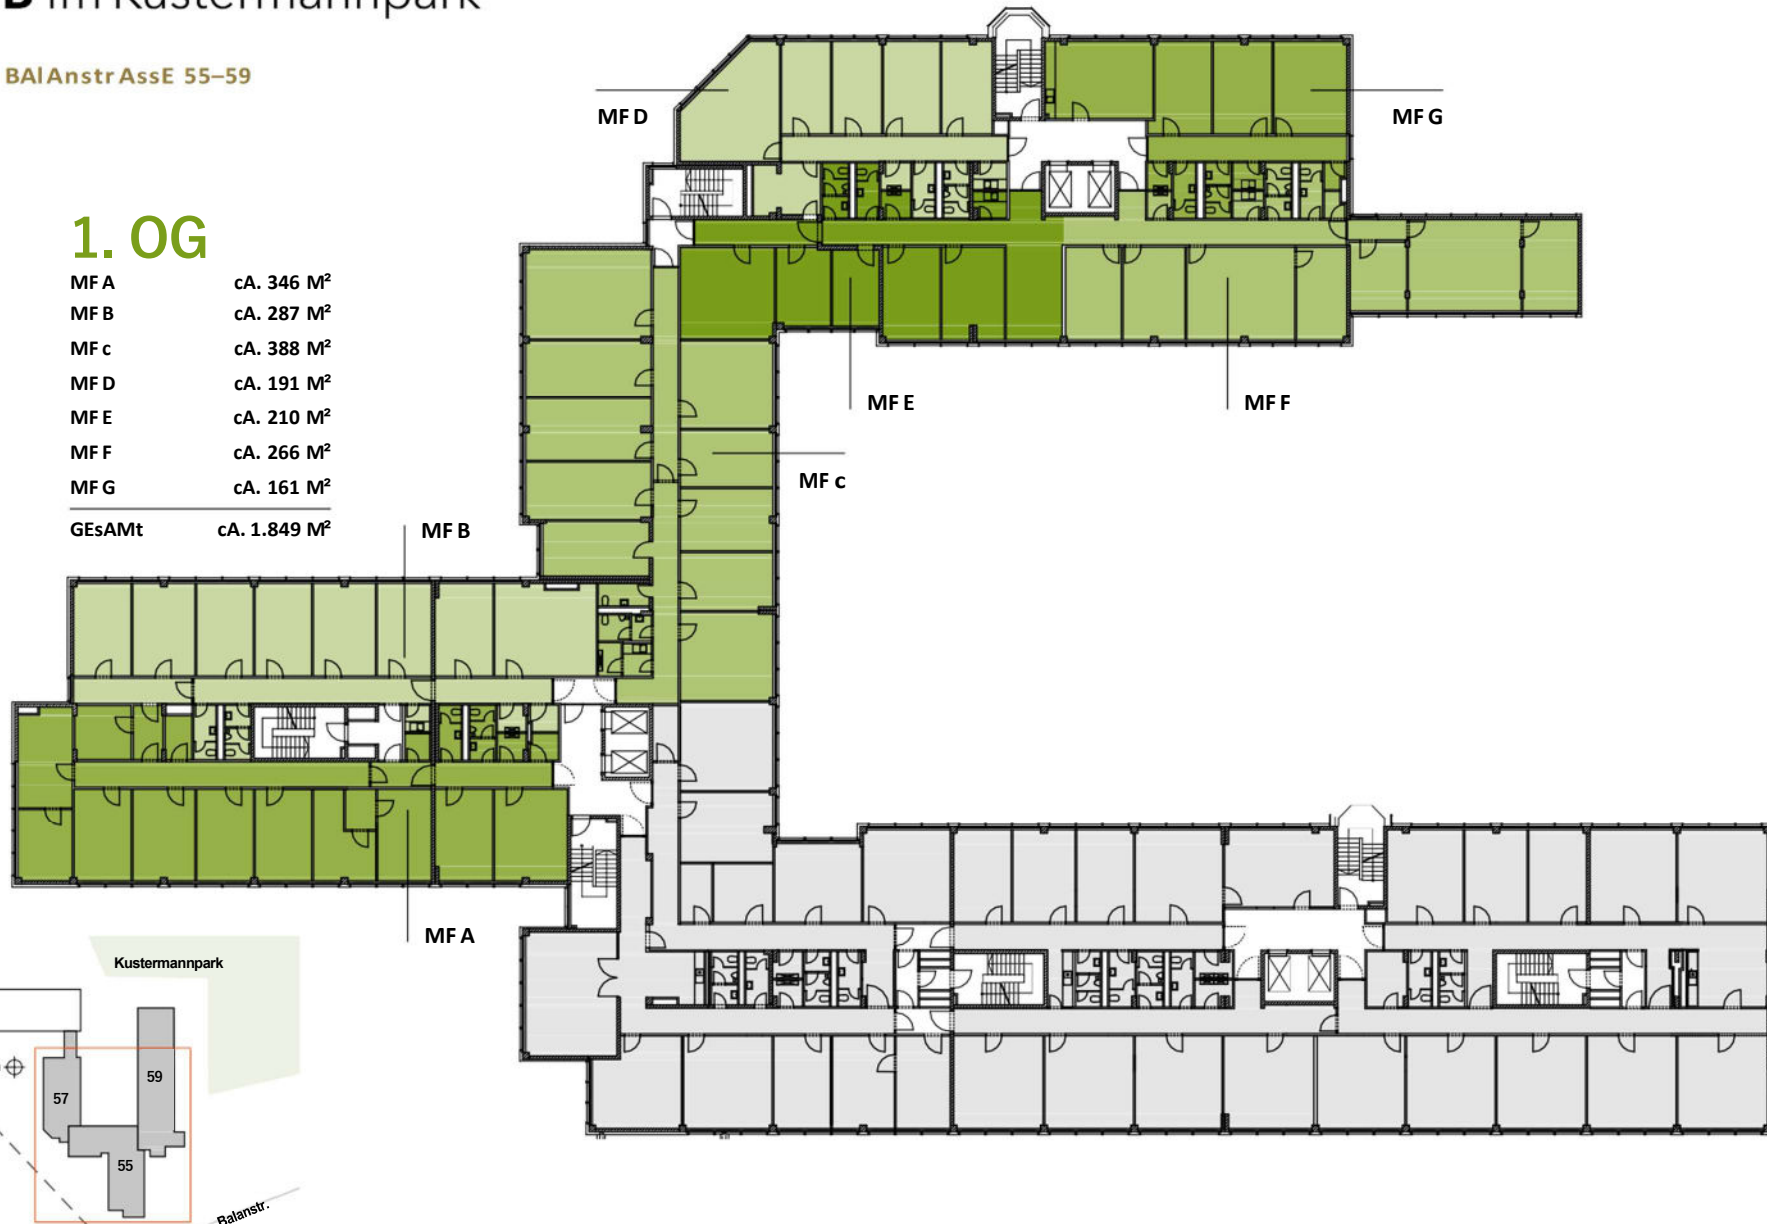 B im Kustermannpark
BAlAnstrAssE 55–59
1. OG
MF A cA. 346 M²
MF B cA. 287 M²
MF c cA. 388 M²
MF D cA. 191 M²
MF E cA. 210 M²
MF F cA. 266 M²
MF G cA. 161 M²
GEsAMt cA. 1.849 M²
MF D
MF G
MF E
MF F
MF c
MF B
MF A
Kustermannpark
59
57
55
Balanstr.